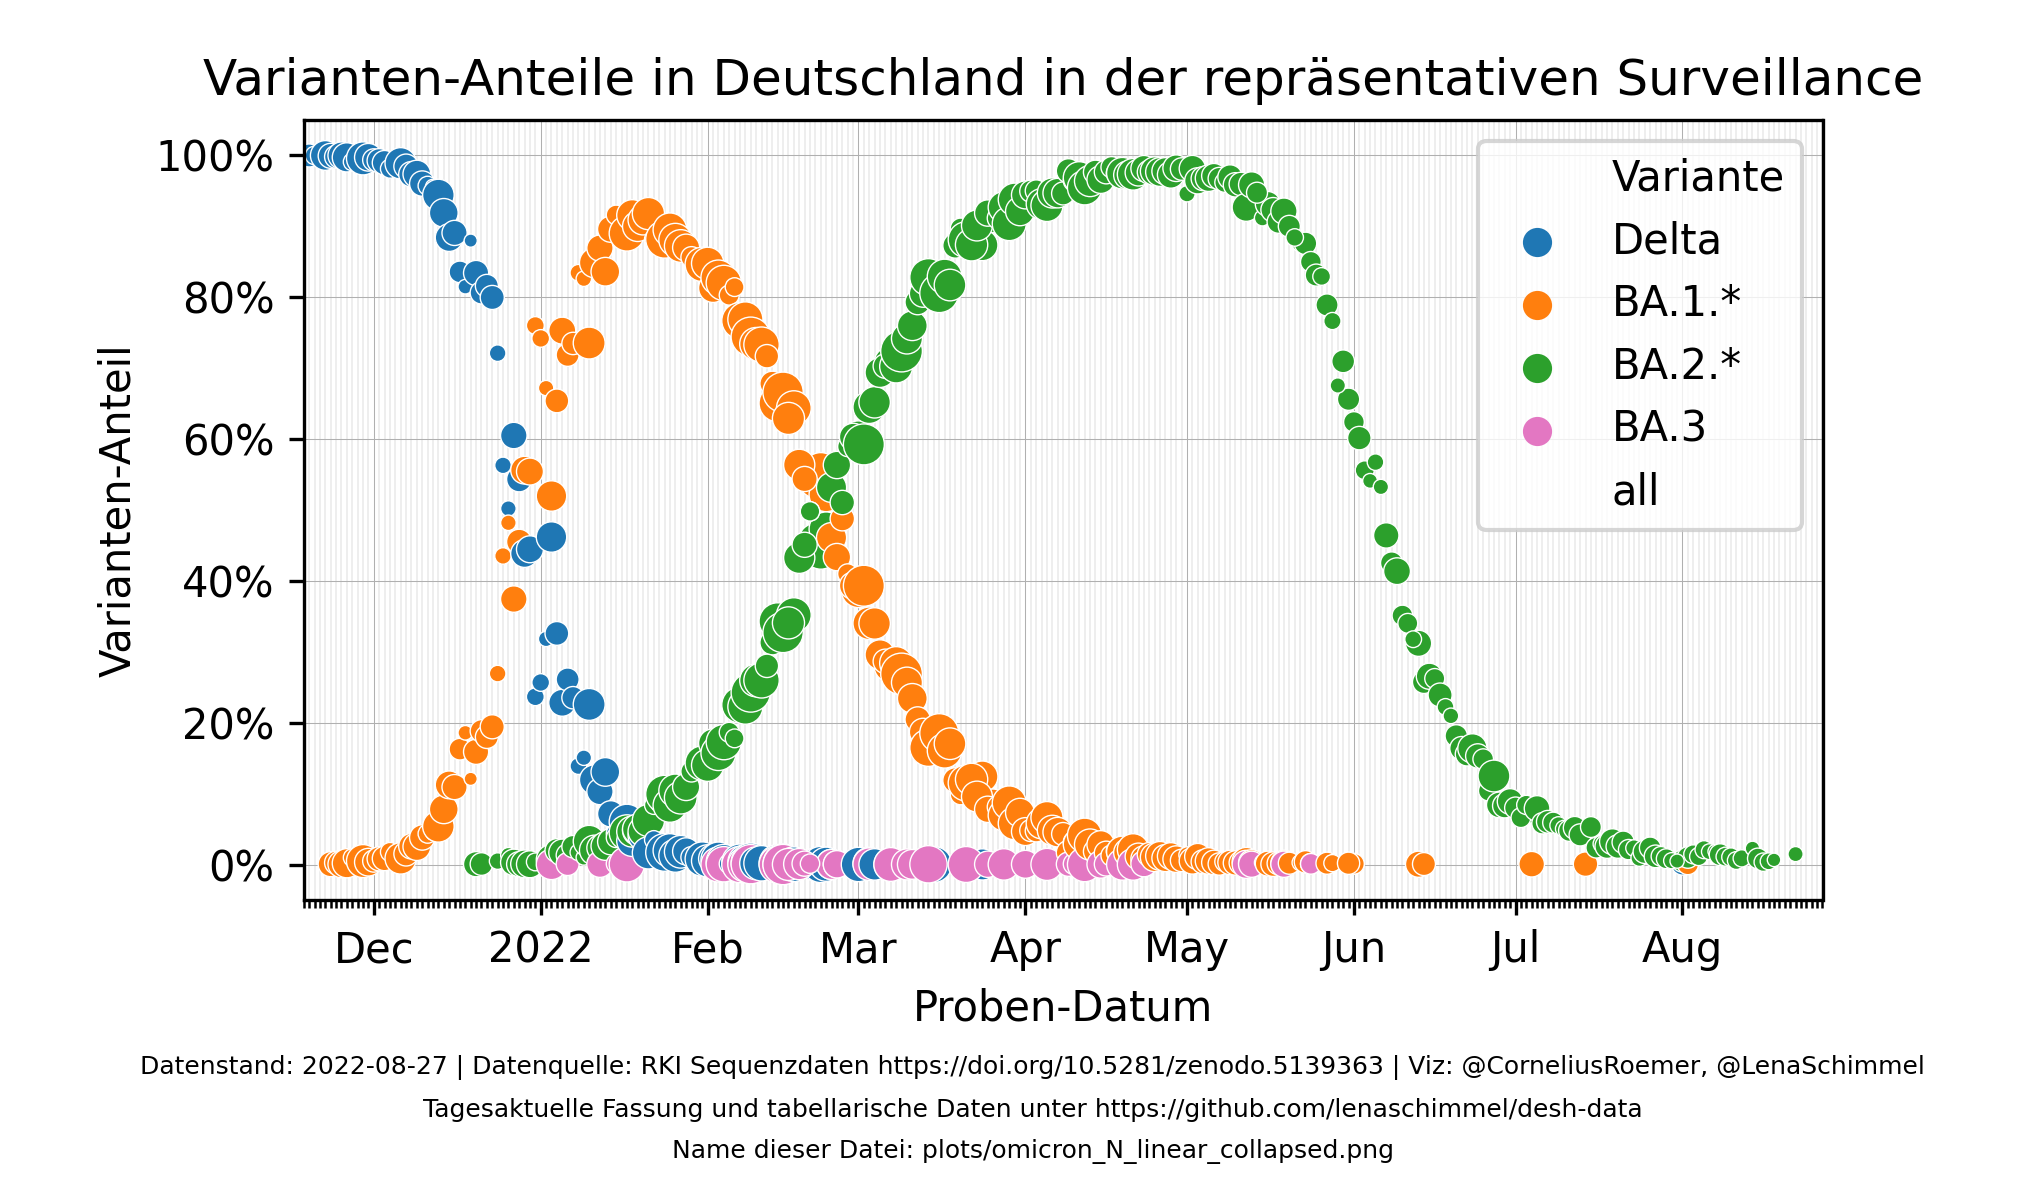 Varianten-Anteile in Deutschland in der repräsentativen Surveillance
100%
80%
60%
40%
20%
0%
Varianten-Anteil
Variante
Delta
BA.1.*
BA.2.*
BA.3
all
Dec 2022 Feb Mar Apr May Jun Jul Aug
Proben-Datum
Datenstand: 2022-08-27 | Datenquelle: RKI Sequenzdaten https://doi.org/10.5281/zenodo.5139363 | Viz: @CorneliusRoemer, @LenaSchimmel
Tagesaktuelle Fassung und tabellarische Daten unter https://github.com/lenaschimmel/desh-data
Name dieser Datei: plots/omicron_N_linear_collapsed.png